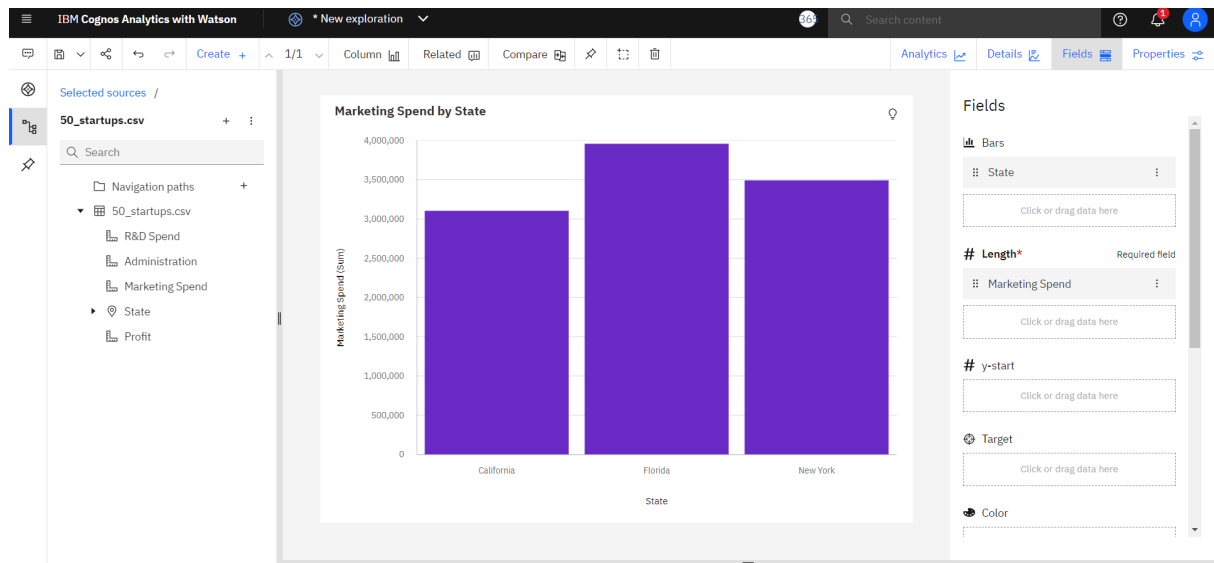 IBM Cognos Analytics with Watson
* New exploration
365
Search content
1
Create +
1/1
Column
Related
Compare
Analytics
Details
Fields
Properties
Selected sources /
50_startups.csv
Search
Navigation paths
50_startups.csv
R&D Spend
Administration
Marketing Spend
State
Profit
Marketing Spend by State
Marketing Spend (Sum)
4,000,000
3,500,000
3,000,000
2,500,000
2,000,000
1,500,000
1,000,000
500,000
0
California
Florida
New York
State
Fields
Bars
State
Click or drag data here
# Length*
Required field
Marketing Spend
Click or drag data here
# y-start
Click or drag data here
Target
Click or drag data here
Color